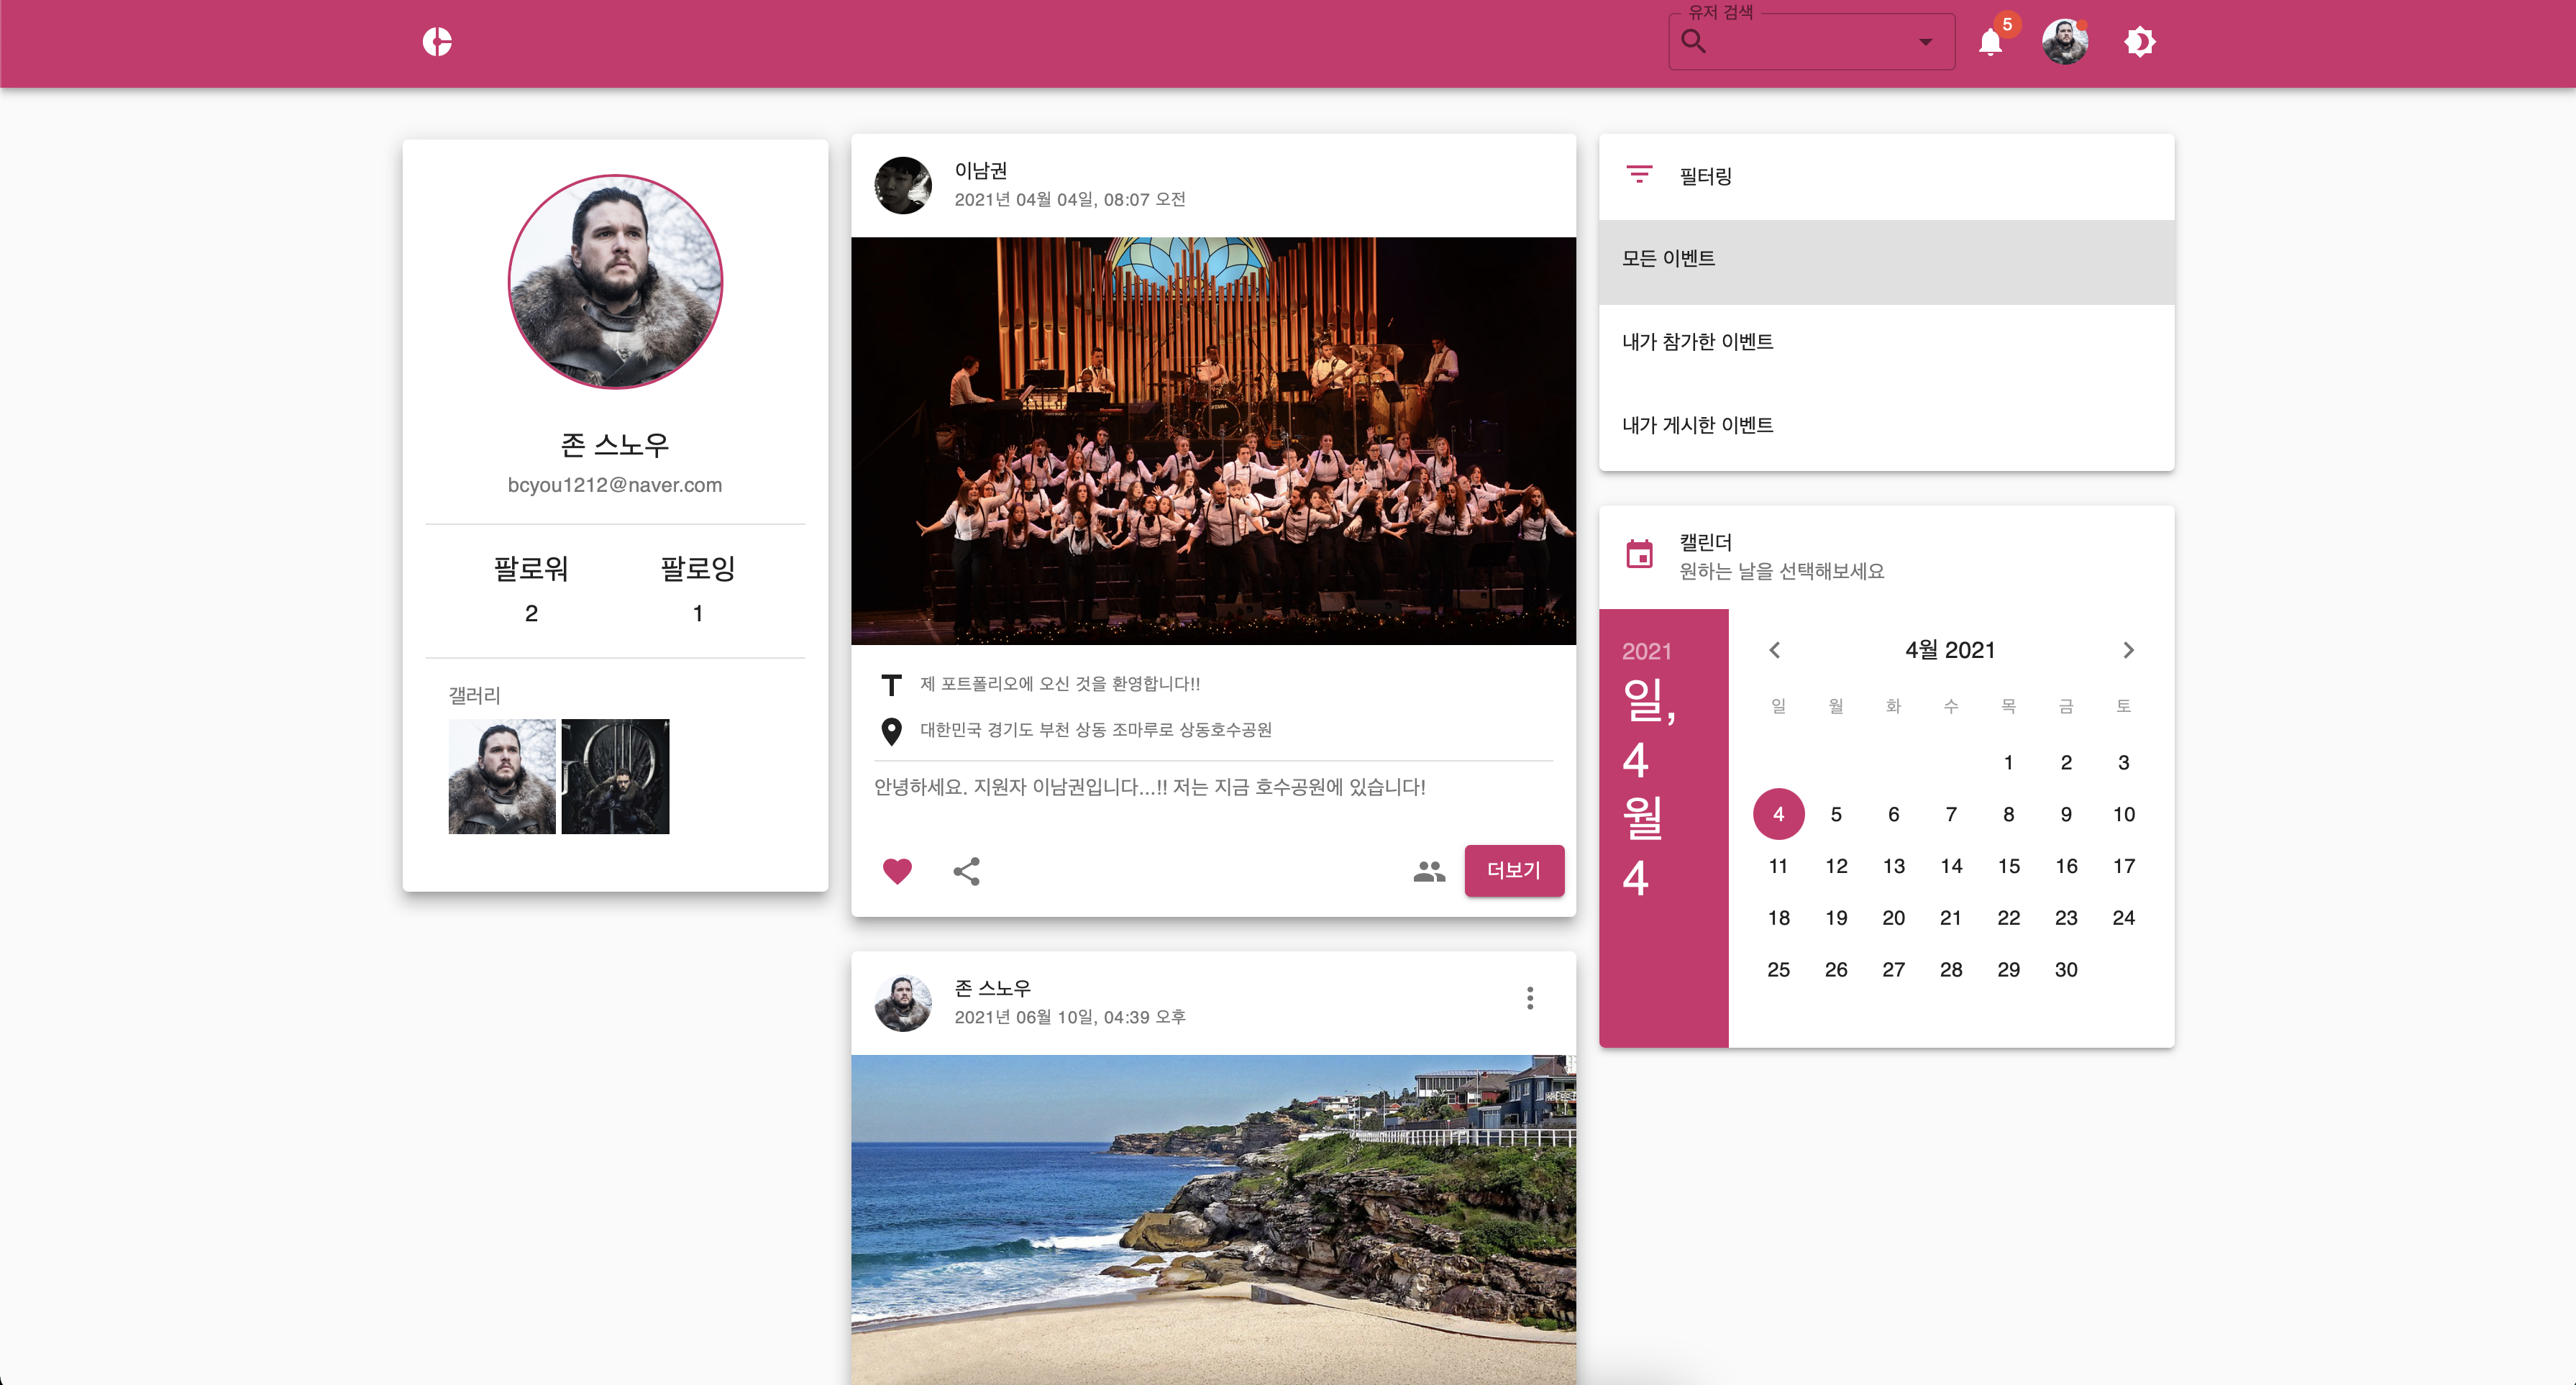 유저 검색
5
존 스노우
bcyou1212@naver.com
팔로워 팔로잉
2 1
갤러리
이남권
2021년 04월 04일, 08:07 오전
제 포트폴리오에 오신 것을 환영합니다!!
대한민국 경기도 부천 상동 조마루로 상동호수공원
안녕하세요. 지원자 이남권입니다...!! 저는 지금 호수공원에 있습니다!
더보기
존 스노우
2021년 06월 10일, 04:39 오후
필터링
모든 이벤트
내가 참가한 이벤트
내가 게시한 이벤트
캘린더
원하는 날을 선택해보세요
2021
일,
4
월
4
4월 2021
일 월 화 수 목 금 토
1 2 3
4 5 6 7 8 9 10
11 12 13 14 15 16 17
18 19 20 21 22 23 24
25 26 27 28 29 30